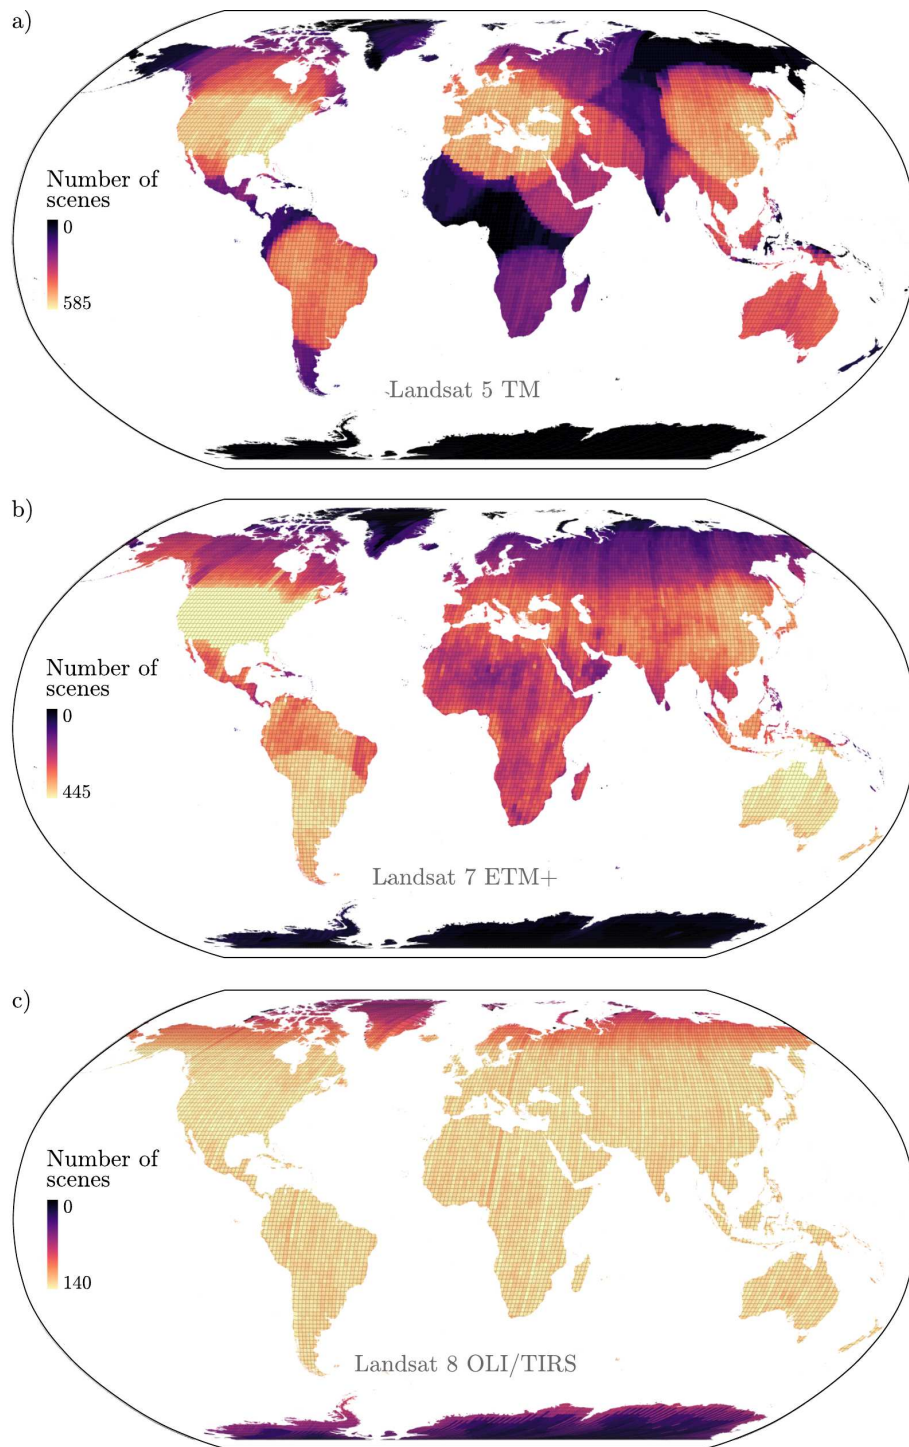 a)
Number of
scenes
0
585
Landsat 5 TM
b)
Number of
scenes
0
445
Landsat 7 ETM+
c)
Number of
scenes
0
140
Landsat 8 OLI/TIRS